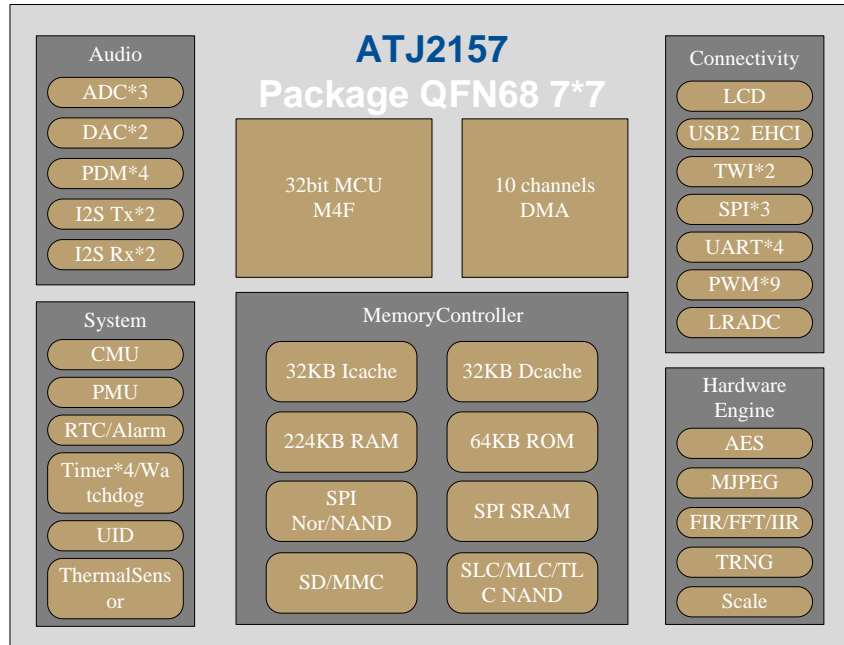 ATJ2157
Package QFN68 7*7
Audio
ADC*3
DAC*2
PDM*4
I2S Tx*2
I2S Rx*2
System
CMU
PMU
RTC/Alarm
Timer*4/Wa
tchdog
UID
ThermalSens
or
32bit MCU
M4F
10 channels
DMA
MemoryController
32KB Icache
32KB Dcache
224KB RAM
64KB ROM
SPI
Nor/NAND
SPI SRAM
SD/MMC
SLC/MLC/TL
C NAND
Connectivity
LCD
USB2 EHCI
TWI*2
SPI*3
UART*4
PWM*9
LRADC
Hardware
Engine
AES
MJPEG
FIR/FFT/IIR
TRNG
Scale